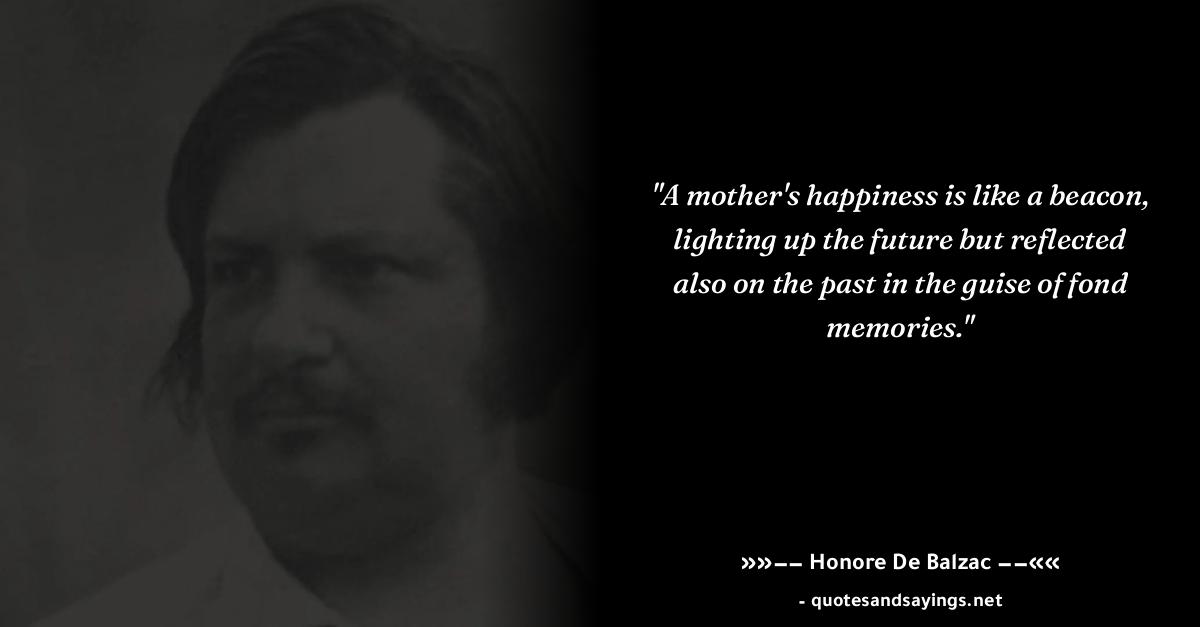 "A mother's happiness is like a beacon,
lighting up the future but reflected
also on the past in the guise of fond
memories."
»»−− Honore De Balzac −−««
- quotesandsayings.net